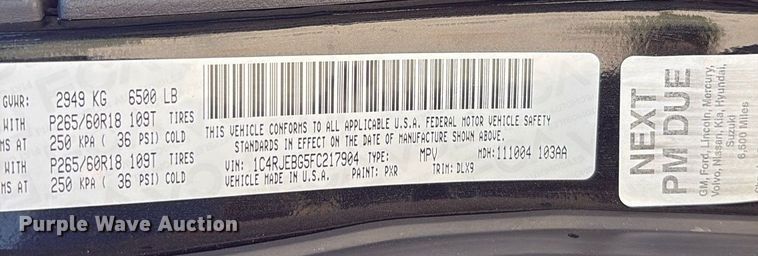 GVWR: 2949 KG 6500 LB
WITH P265/60R18 109T
MS AT 250 KPA ( 36 PSI) COLD
WITH P265/60R18 109T
MS AT 250 KPA ( 36 PSI) COLD
THIS VEHICLE CONFORMS TO ALL APPLICABLE U.S.A. FEDERAL MOTOR VEHICLE SAFETY
STANDARDS IN EFFECT ON THE DATE OF MANUFACTURE SHOWN ABOVE.
VIN: 1C4RJEBG5FC217904 TYPE: MPV MDH: 111004 103AA
VEHICLE MADE IN U.S.A. PAINT: PXR TRIM: DLX9
NEXT
PM DUE
GM, Ford, Lincoln, Mercury,
Volvo, Nissan, Kia, Hyundai,
Suzuki
6,500 Miles
Purple Wave Auction